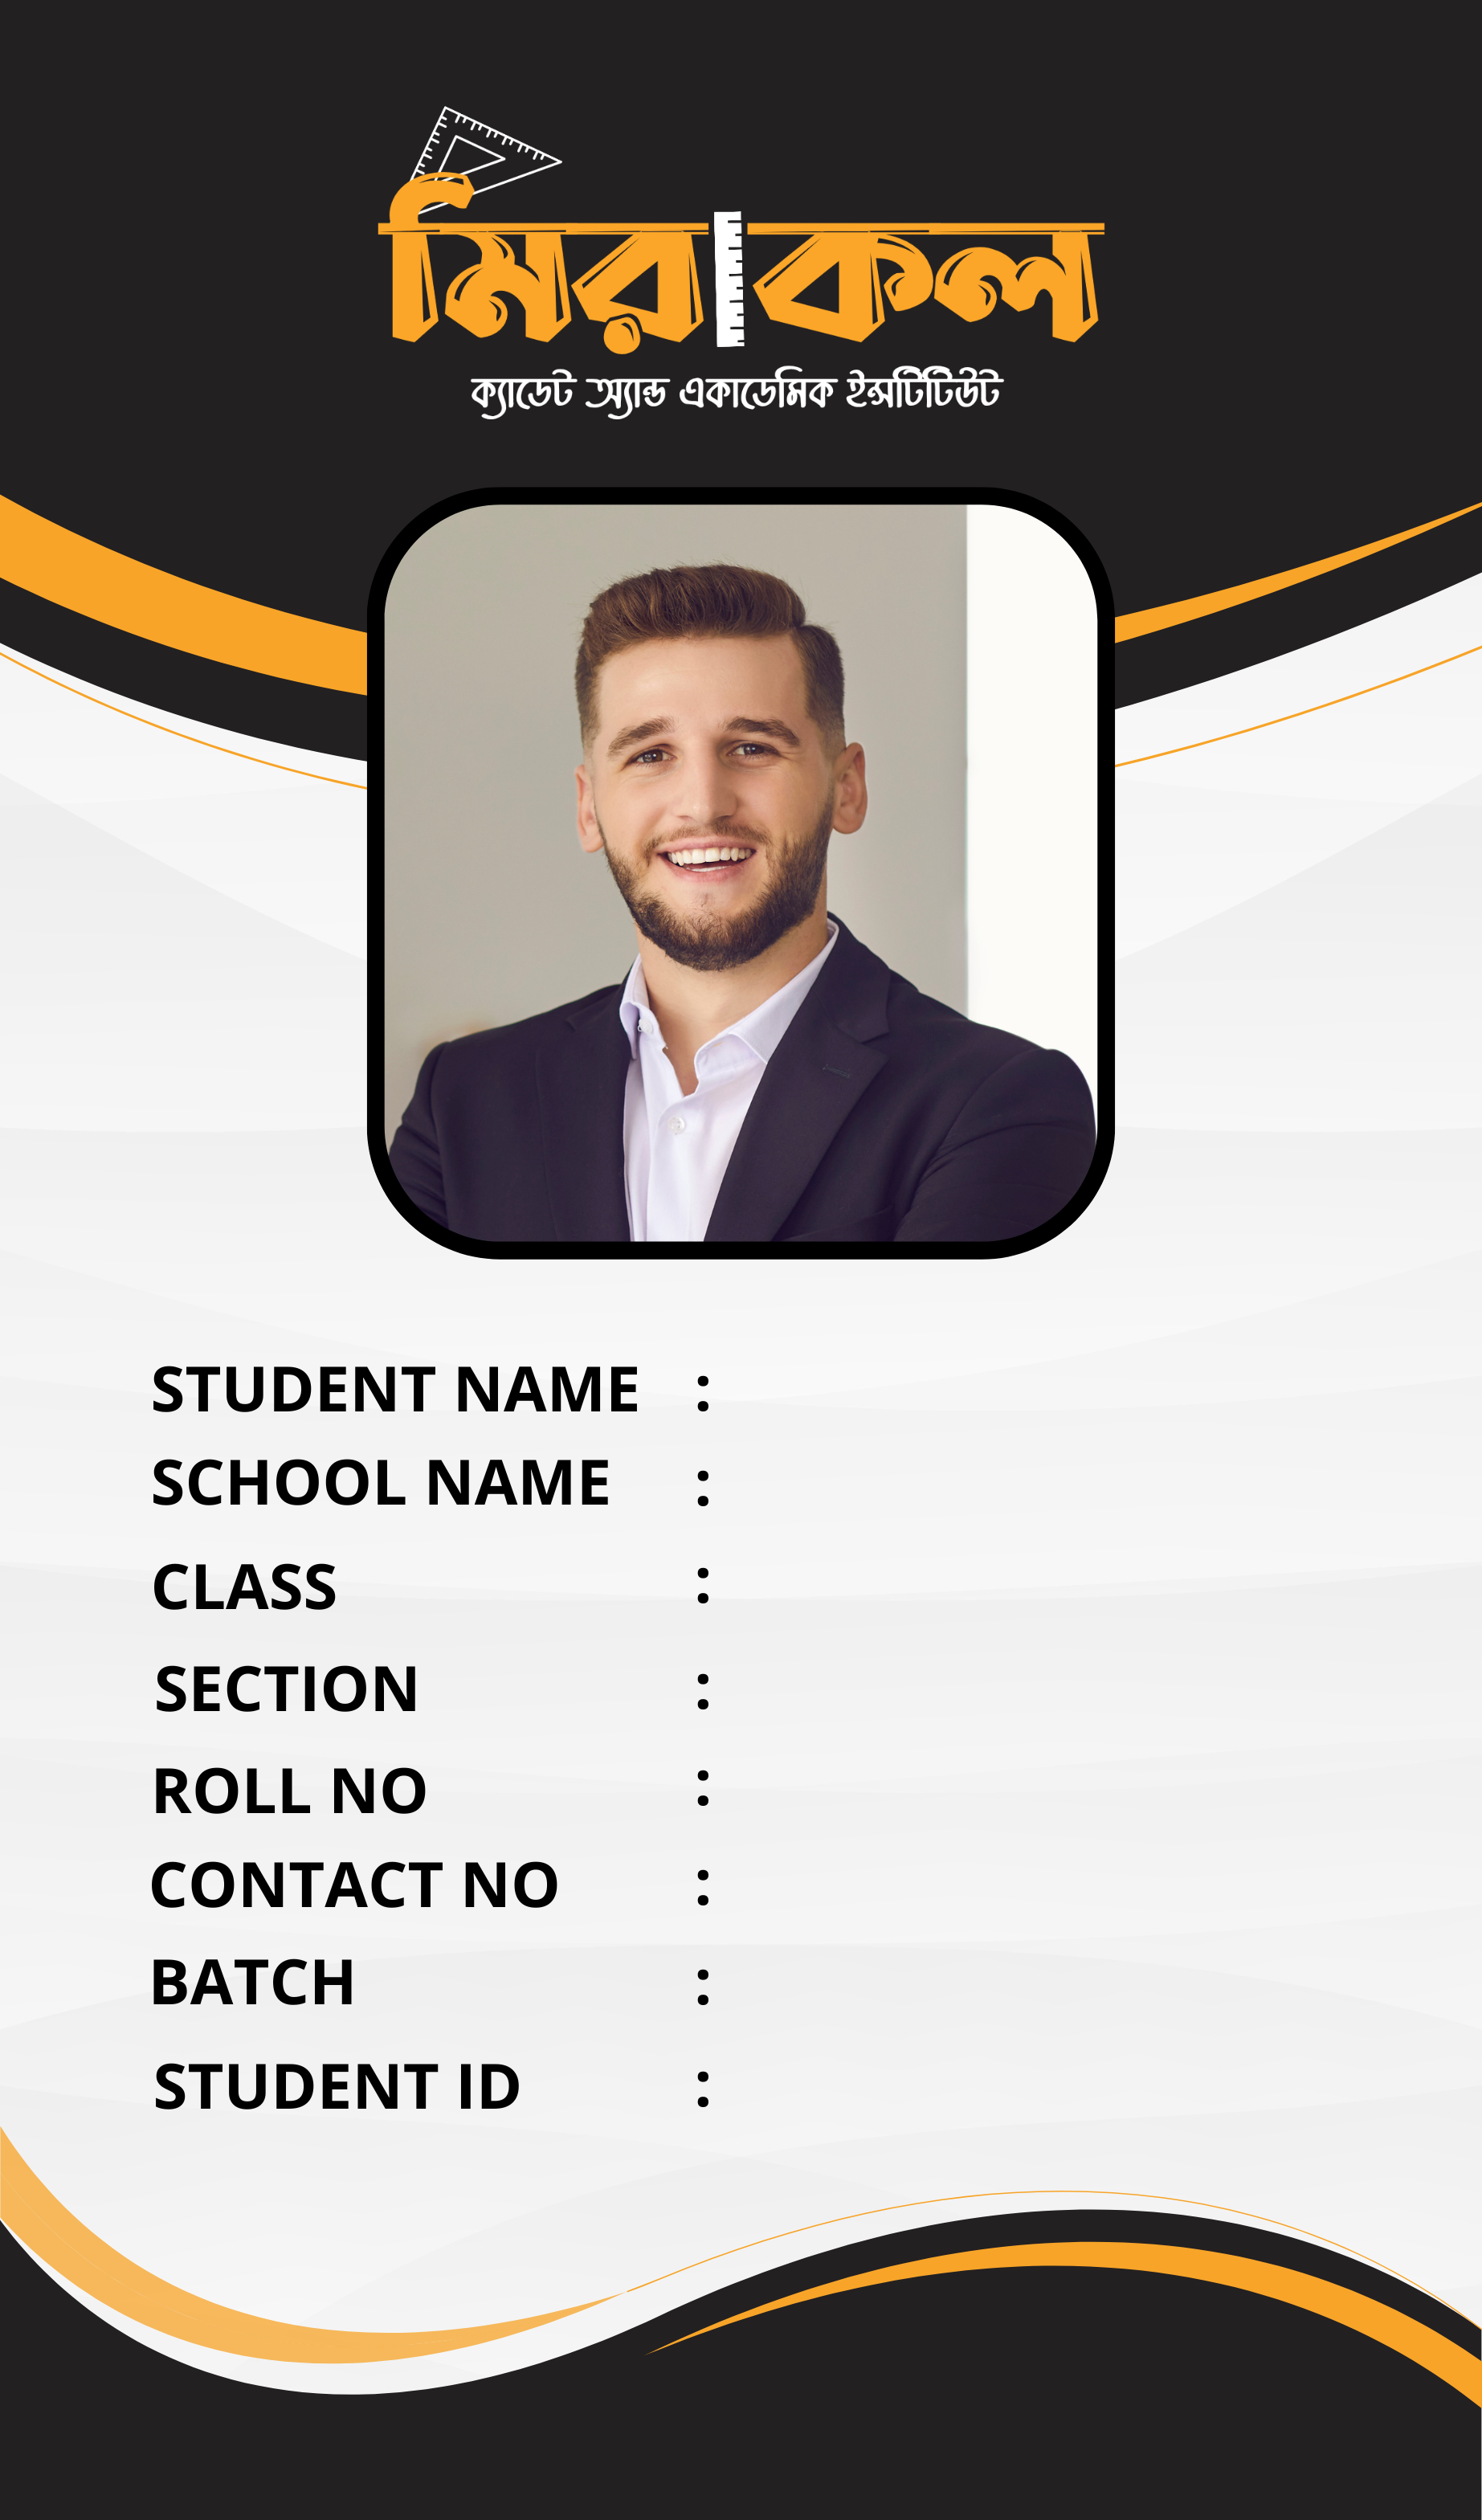 মিরাকল
ক্যাডেট অ্যান্ড একাডেমিক ইন্সটিটিউট
STUDENT NAME :
SCHOOL NAME :
CLASS :
SECTION :
ROLL NO :
CONTACT NO :
BATCH :
STUDENT ID :